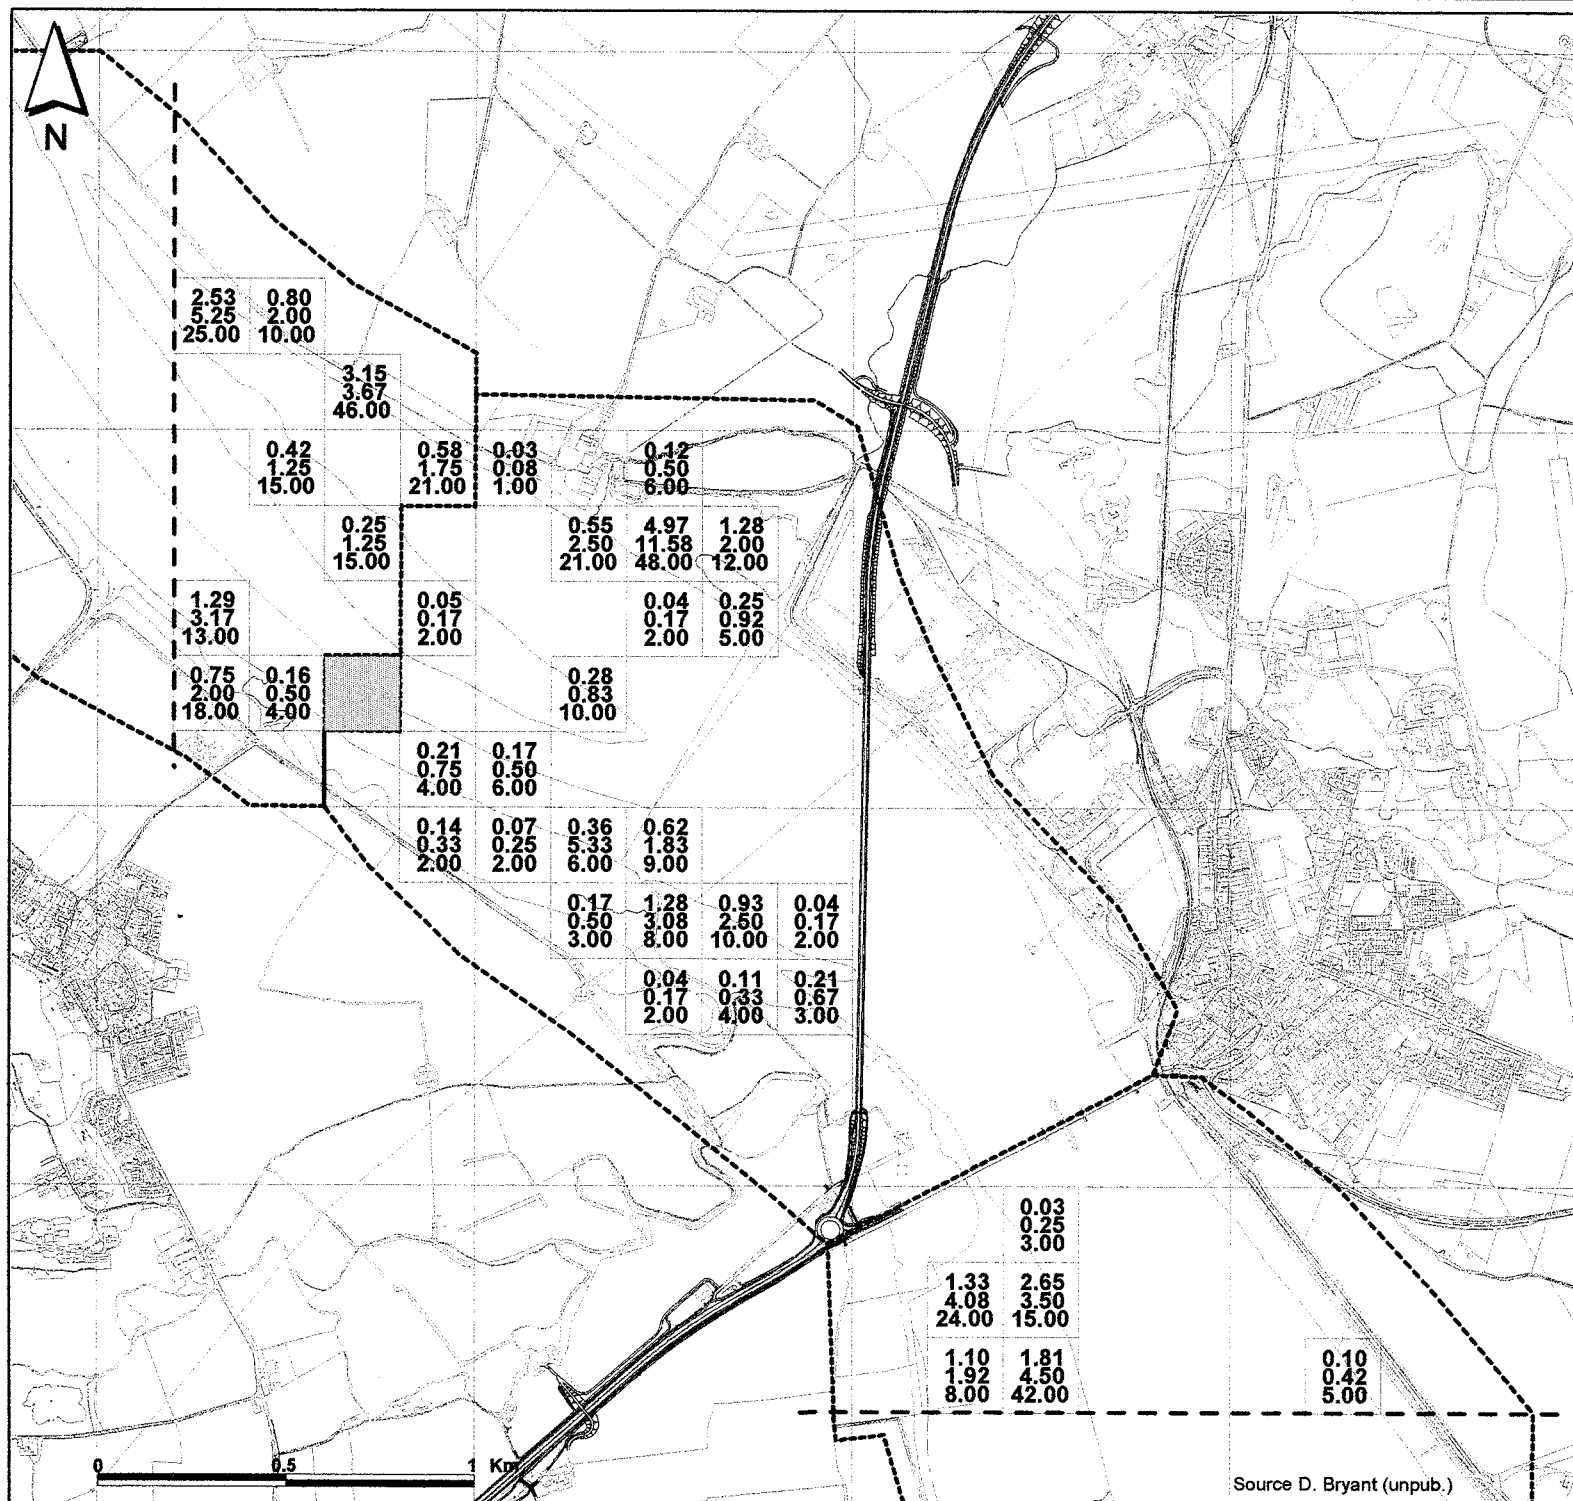 N
2.53 0.80
5.25 2.00
25.00 10.00
3.15
3.67
46.00
0.42 0.58 0.03 0.12
1.25 1.75 0.08 0.50
15.00 21.00 1.00 6.00
0.25 0.55 4.97 1.28
1.25 2.50 11.58 2.00
15.00 21.00 48.00 12.00
1.29 0.05 0.04 0.25
3.17 0.17 0.17 0.92
13.00 2.00 2.00 5.00
0.75 0.16 0.28
2.00 0.50 0.83
18.00 4.00 10.00
0.21 0.17
0.75 0.50
4.00 6.00
0.14 0.07 0.36 0.62
0.33 0.25 5.33 1.83
2.00 2.00 6.00 9.00
0.17 1.28 0.93 0.04
0.50 3.08 2.50 0.17
3.00 8.00 10.00 2.00
0.04 0.11 0.21
0.17 0.33 0.67
2.00 4.00 3.00
0.03
0.25
3.00
1.33 2.65
4.08 3.50
24.00 15.00
1.10 1.81 0.10
1.92 4.50 0.42
8.00 42.00 5.00
0 0.5 1 Km
Source D. Bryant (unpub.)